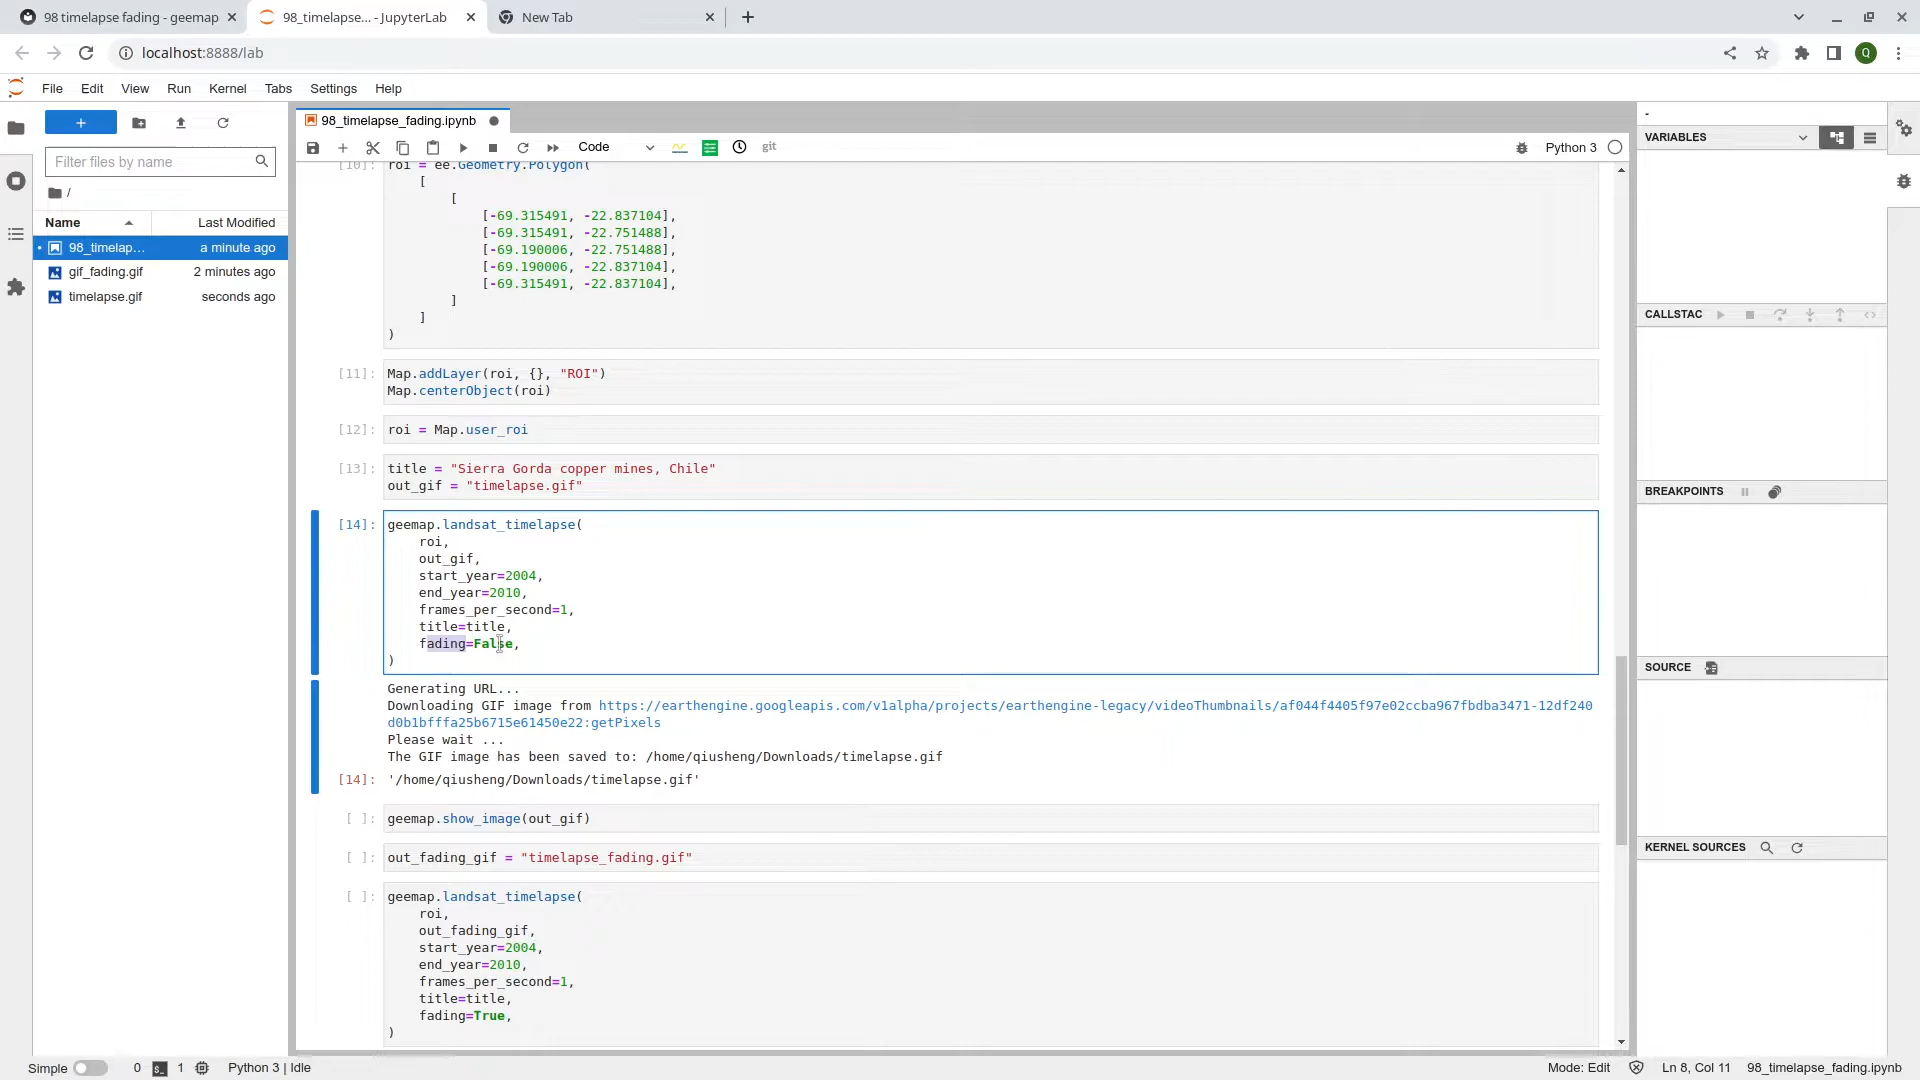 98 timelapse fading - geemap
98_timelapse... - JupyterLab
New Tab
localhost:8888/lab
Q
File Edit View Run Kernel Tabs Settings Help
98_timelapse_fading.ipynb
-
Filter files by name
Code
git
Python 3
VARIABLES
/
Name Last Modified
98_timelap... a minute ago
gif_fading.gif 2 minutes ago
timelapse.gif seconds ago
[10]: roi = ee.Geometry.Polygon(
[
[
[-69.315491, -22.837104],
[-69.315491, -22.751488],
[-69.190006, -22.751488],
[-69.190006, -22.837104],
[-69.315491, -22.837104],
]
]
)
[11]: Map.addLayer(roi, {}, "ROI")
Map.centerObject(roi)
[12]: roi = Map.user_roi
[13]: title = "Sierra Gorda copper mines, Chile"
out_gif = "timelapse.gif"
[14]: geemap.landsat_timelapse(
roi,
out_gif,
start_year=2004,
end_year=2010,
frames_per_second=1,
title=title,
fading=False,
)
Generating URL...
Downloading GIF image from https://earthengine.googleapis.com/v1alpha/projects/earthengine-legacy/videoThumbnails/af044f4405f97e02ccba967fbdba3471-12df240
d0b1bfffa25b6715e61450e22:getPixels
Please wait ...
The GIF image has been saved to: /home/qiusheng/Downloads/timelapse.gif
[14]: '/home/qiusheng/Downloads/timelapse.gif'
[ ]: geemap.show_image(out_gif)
[ ]: out_fading_gif = "timelapse_fading.gif"
[ ]: geemap.landsat_timelapse(
roi,
out_fading_gif,
start_year=2004,
end_year=2010,
frames_per_second=1,
title=title,
fading=True,
)
CALLSTAC
BREAKPOINTS
SOURCE
KERNEL SOURCES
Simple 0 1 Python 3 | Idle
Mode: Edit Ln 8, Col 11 98_timelapse_fading.ipynb